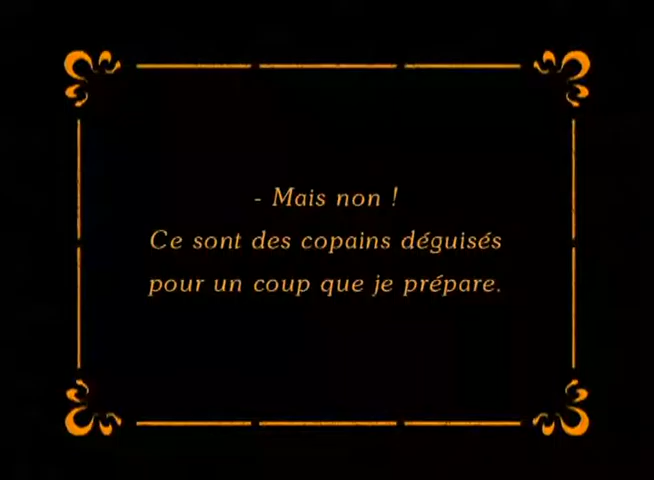 - Mais non !
Ce sont des copains déguisés
pour un coup que je prépare.